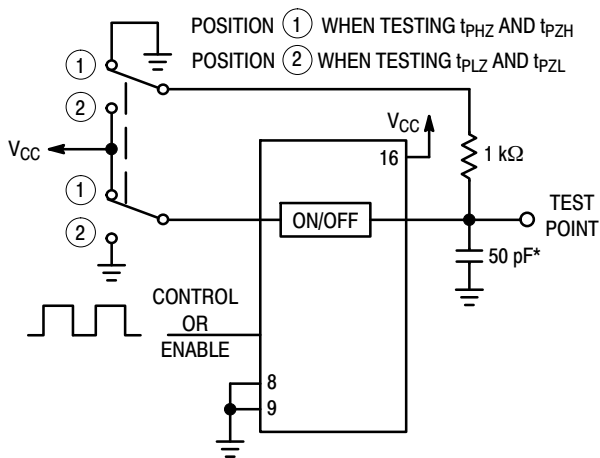 POSITION 1 WHEN TESTING tPHZ AND tPZH
POSITION 2 WHEN TESTING tPLZ AND tPZL
1
2
VCC
1
2
VCC
16
1 kΩ
ON/OFF
TEST
POINT
50 pF*
CONTROL
OR
ENABLE
8
9